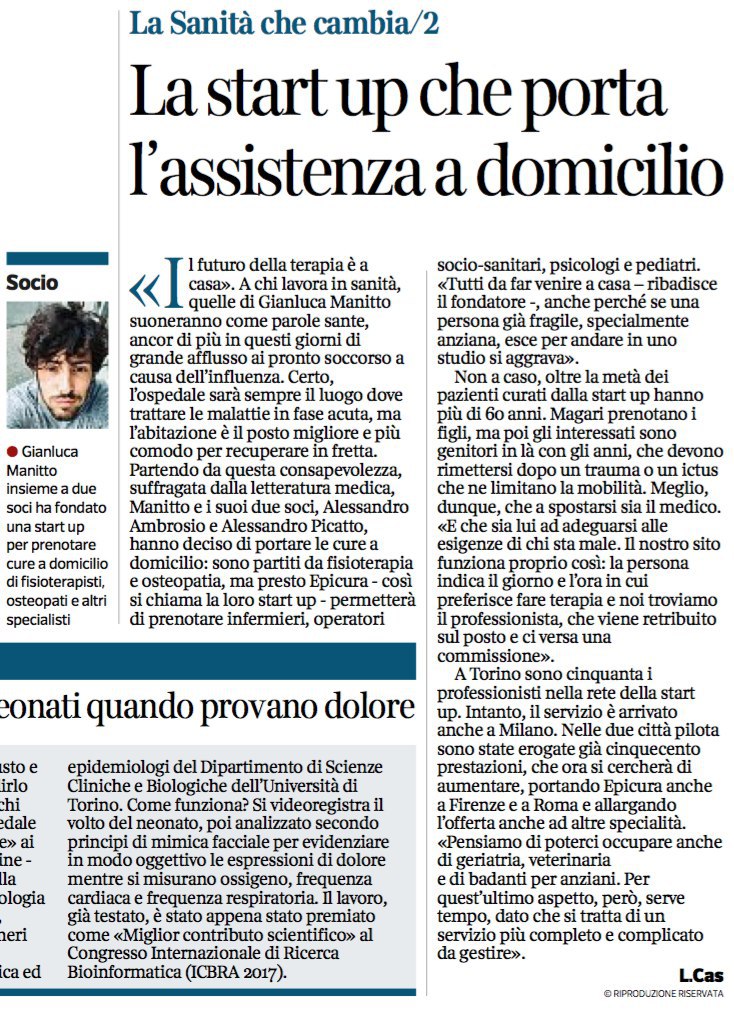 La Sanità che cambia/2
La start up che porta
l’assistenza a domicilio
Socio
● Gianluca
Manitto
insieme a due
soci ha fondato
una start up
per prenotare
cure a domicilio
di fisioterapisti,
osteopati e altri
specialisti
«Il futuro della terapia è a
casa». A chi lavora in sanità,
quelle di Gianluca Manitto
suoneranno come parole sante,
ancor di più in questi giorni di
grande afflusso ai pronto soccorso a
causa dell’influenza. Certo,
l’ospedale sarà sempre il luogo dove
trattare le malattie in fase acuta, ma
l’abitazione è il posto migliore e più
comodo per recuperare in fretta.
Partendo da questa consapevolezza,
suffragata dalla letteratura medica,
Manitto e i suoi due soci, Alessandro
Ambrosio e Alessandro Picatto,
hanno deciso di portare le cure a
domicilio: sono partiti da fisioterapia
e osteopatia, ma presto Epicura - così
si chiama la loro start up - permetterà
di prenotare infermieri, operatori
socio-sanitari, psicologi e pediatri.
«Tutti da far venire a casa – ribadisce
il fondatore -, anche perché se una
persona già fragile, specialmente
anziana, esce per andare in uno
studio si aggrava».
Non a caso, oltre la metà dei
pazienti curati dalla start up hanno
più di 60 anni. Magari prenotano i
figli, ma poi gli interessati sono
genitori in là con gli anni, che devono
rimettersi dopo un trauma o un ictus
che ne limitano la mobilità. Meglio,
dunque, che a spostarsi sia il medico.
«E che sia lui ad adeguarsi alle
esigenze di chi sta male. Il nostro sito
funziona proprio così: la persona
indica il giorno e l’ora in cui
preferisce fare terapia e noi troviamo
il professionista, che viene retribuito
sul posto e ci versa una
commissione».
A Torino sono cinquanta i
professionisti nella rete della start
up. Intanto, il servizio è arrivato
anche a Milano. Nelle due città pilota
sono state erogate già cinquecento
prestazioni, che ora si cercherà di
aumentare, portando Epicura anche
a Firenze e a Roma e allargando
l’offerta anche ad altre specialità.
«Pensiamo di poterci occupare anche
di geriatria, veterinaria
e di badanti per anziani. Per
quest’ultimo aspetto, però, serve
tempo, dato che si tratta di un
servizio più completo e complicato
da gestire».
L.Cas
© RIPRODUZIONE RISERVATA
eonati quando provano dolore
usto e
dirlo
chi
edale
e» ai
ine -
lla
ologia
,
neri
ica ed
epidemiologi del Dipartimento di Scienze
Cliniche e Biologiche dell’Università di
Torino. Come funziona? Si videoregistra il
volto del neonato, poi analizzato secondo
principi di mimica facciale per evidenziare
in modo oggettivo le espressioni di dolore
mentre si misurano ossigeno, frequenza
cardiaca e frequenza respiratoria. Il lavoro,
già testato, è stato appena stato premiato
come «Miglior contributo scientifico» al
Congresso Internazionale di Ricerca
Bioinformatica (ICBRA 2017).